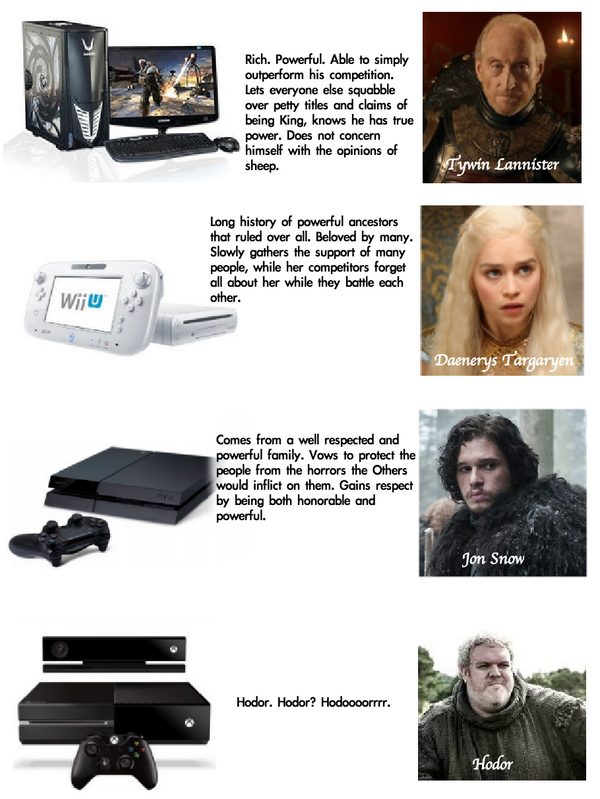 Rich. Powerful. Able to simply
outperform his competition.
Lets everyone else squabble
over petty titles and claims of
being King, knows he has true
power. Does not concern
himself with the opinions of
sheep.
Tywin Lannister
Long history of powerful ancestors
that ruled over all. Beloved by many.
Slowly gathers the support of many
people, while her competitors forget
all about her while they battle each
other.
Wii U
Daenerys Targaryen
Comes from a well respected and
powerful family. Vows to protect the
people from the horrors the Others
would inflict on them. Gains respect
by being both honorable and
powerful.
Jon Snow
Hodor. Hodor? Hodoooorrrr.
Hodor